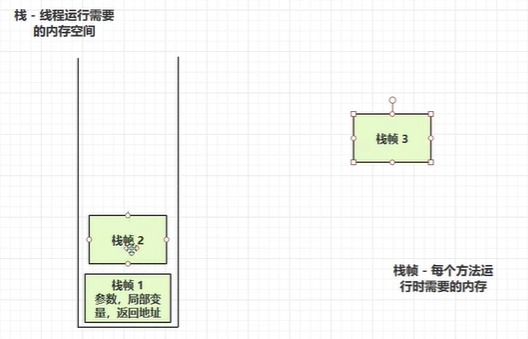 栈 - 线程运行需要
的内存空间
栈帧 3
栈帧 2
栈帧 1
参数，局部变
量，返回地址
栈帧 - 每个方法运
行时需要的内存